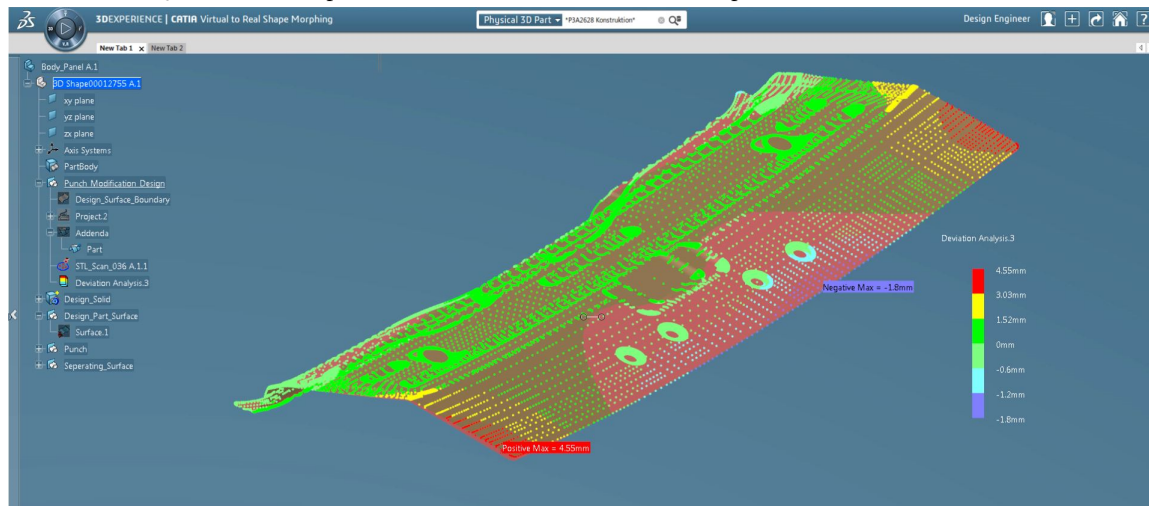 3DEXPERIENCE | CATIA Virtual to Real Shape Morphing
Physical 3D Part
*P3A2628 Konstruktion*
Design Engineer
New Tab 1 x
New Tab 2
Body_Panel A.1
3D Shape00012755 A.1
xy plane
yz plane
zx plane
Axis Systems
PartBody
Punch Modification Design
Design_Surface_Boundary
Project.2
Addenda
Part
STL_Scan_036 A.1.1
Deviation Analysis.3
Design_Solid
Design_Part_Surface
Surface.1
Punch
Seperating_Surface
Deviation Analysis.3
4.55mm
3.03mm
1.52mm
0mm
-0.6mm
-1.2mm
-1.8mm
Negative Max = -1.8mm
Positive Max = 4.55mm